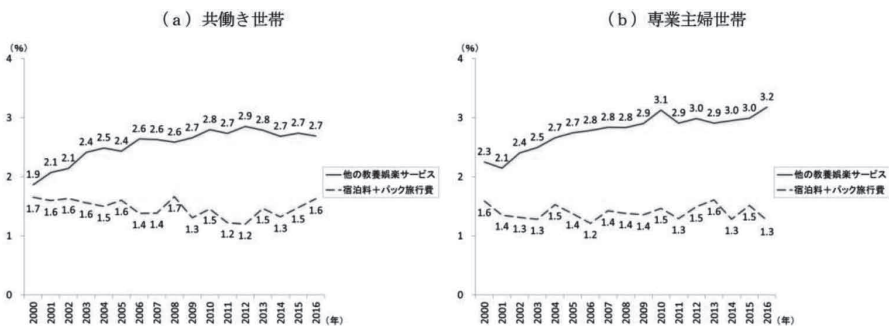 (a) 共働き世帯
(%)
4
3
2
1
0
1.9 2.1 2.1 2.4 2.5 2.4 2.6 2.6 2.6 2.7 2.8 2.7 2.9 2.8 2.7 2.7 2.7
1.7 1.6 1.6 1.6 1.5 1.6 1.4 1.4 1.7 1.3 1.5 1.2 1.2 1.5 1.3 1.5 1.6
他の教養娯楽サービス
宿泊料+パック旅行費
2000 2001 2002 2003 2004 2005 2006 2007 2008 2009 2010 2011 2012 2013 2014 2015 2016 (年)
(b) 専業主婦世帯
(%)
4
3
2
1
0
2.3 2.1 2.4 2.5 2.7 2.7 2.8 2.8 2.8 2.9 3.1 2.9 3.0 2.9 3.0 3.0 3.2
1.6 1.4 1.3 1.3 1.5 1.4 1.2 1.4 1.4 1.4 1.5 1.3 1.5 1.6 1.3 1.5 1.3
他の教養娯楽サービス
宿泊料+パック旅行費
2000 2001 2002 2003 2004 2005 2006 2007 2008 2009 2010 2011 2012 2013 2014 2015 2016 (年)